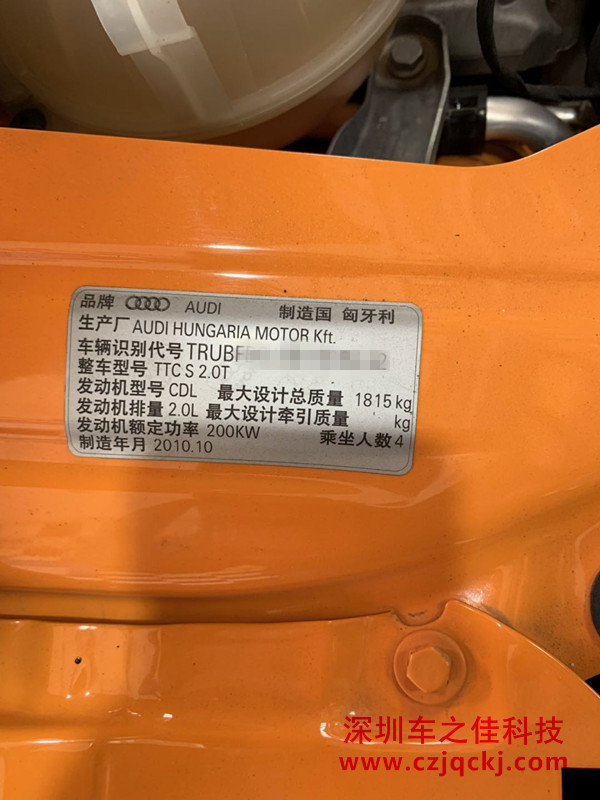 品牌 AUDI 制造国 匈牙利
生产厂 AUDI HUNGARIA MOTOR Kft.
车辆识别代号 TRUBF
整车型号 TTC S 2.0T
发动机型号 CDL 最大设计总质量 1815 kg
发动机排量 2.0L 最大设计牵引质量 kg
发动机额定功率 200KW 乘坐人数 4
制造年月 2010.10
深圳车之佳科技
www.czjqckj.com